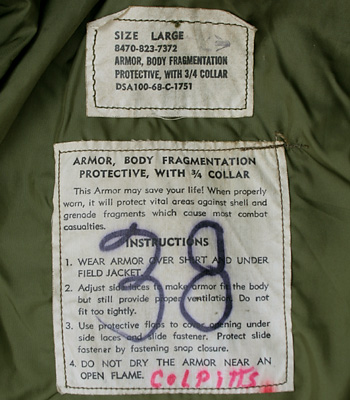 SIZE LARGE
8470-823-7372
ARMOR, BODY FRAGMENTATION
PROTECTIVE, WITH 3/4 COLLAR
DSA100-68-C-1751
ARMOR, BODY FRAGMENTATION
PROTECTIVE, WITH ¾ COLLAR
This Armor may save your life! When properly
worn, it will protect vital areas against shell and
grenade fragments which cause most combat
casualties.
INSTRUCTIONS
38
1. WEAR ARMOR OVER SHIRT AND UNDER
FIELD JACKET.
2. Adjust side laces to make armor fit the body
but still provide proper ventilation. Do not
fit too tightly.
3. Use protective flaps to cover opening under
side laces and slide fastener. Protect slide
fastener by fastening snap closure.
4. DO NOT DRY THE ARMOR NEAR AN
OPEN FLAME.
COLPITTS